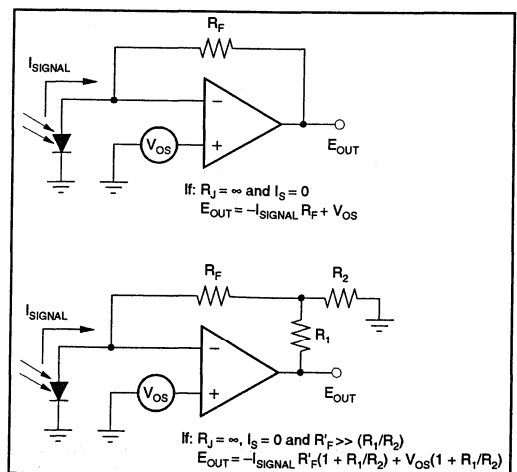 R_F
I_SIGNAL
−
+
V_OS
E_OUT
If: R_J = ∞ and I_S = 0
E_OUT = –I_SIGNAL R_F + V_OS
R_F
R_2
I_SIGNAL
R_1
−
+
V_OS
E_OUT
If: R_J = ∞, I_S = 0 and R'_F >> (R_1/R_2)
E_OUT = –I_SIGNAL R'_F(1 + R_1/R_2) + V_OS(1 + R_1/R_2)